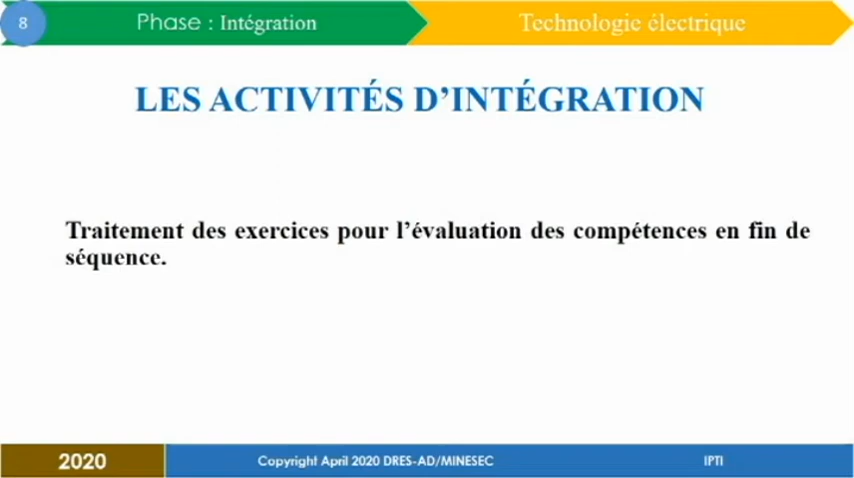 8
Phase : Intégration
Technologie électrique
LES ACTIVITÉS D’INTÉGRATION
Traitement des exercices pour l’évaluation des compétences en fin de
séquence.
2020
Copyright April 2020 DRES-AD/MINESEC
IPTI